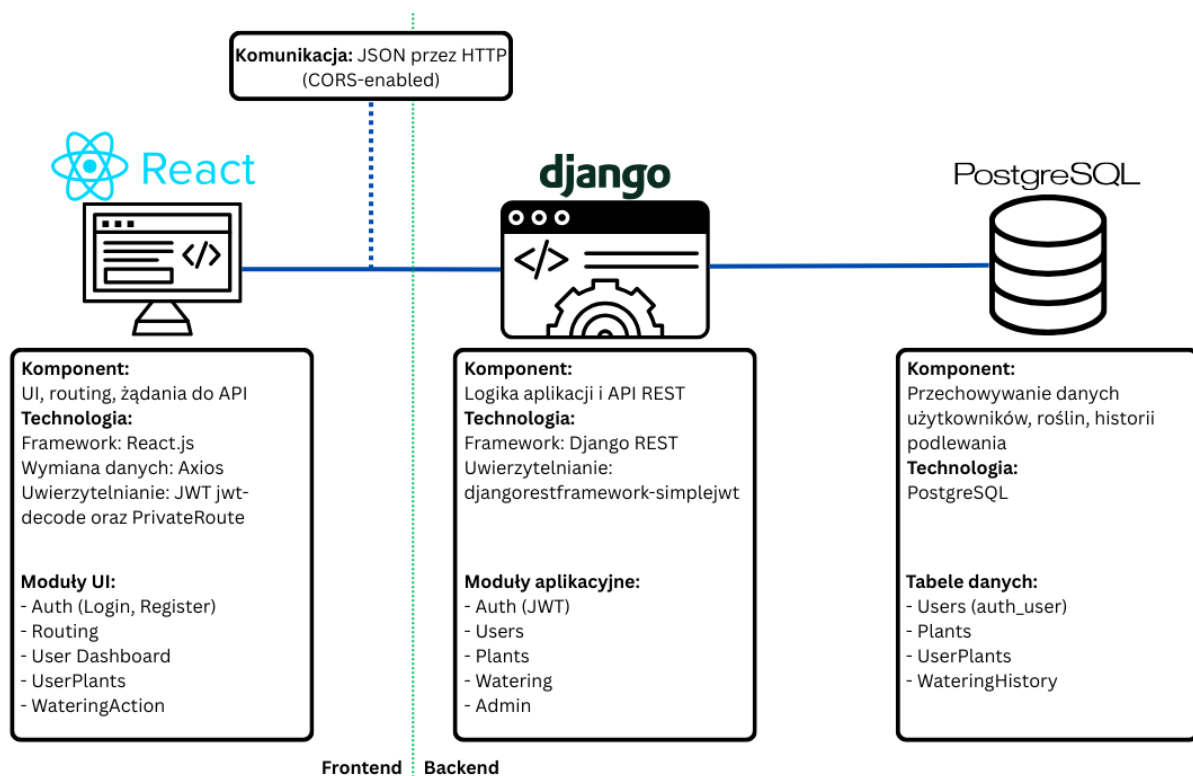 Komunikacja: JSON przez HTTP
(CORS-enabled)
React
django
PostgreSQL
</>
</>
Komponent:
UI, routing, żądania do API
Technologia:
Framework: React.js
Wymiana danych: Axios
Uwierzytelnianie: JWT jwt-
decode oraz PrivateRoute
Moduły UI:
- Auth (Login, Register)
- Routing
- User Dashboard
- UserPlants
- WateringAction
Komponent:
Logika aplikacji i API REST
Technologia:
Framework: Django REST
Uwierzytelnianie:
djangorestframework-simplejwt
Moduły aplikacyjne:
- Auth (JWT)
- Users
- Plants
- Watering
- Admin
Komponent:
Przechowywanie danych
użytkowników, roślin, historii
podlewania
Technologia:
PostgreSQL
Tabele danych:
- Users (auth_user)
- Plants
- UserPlants
- WateringHistory
Frontend
Backend